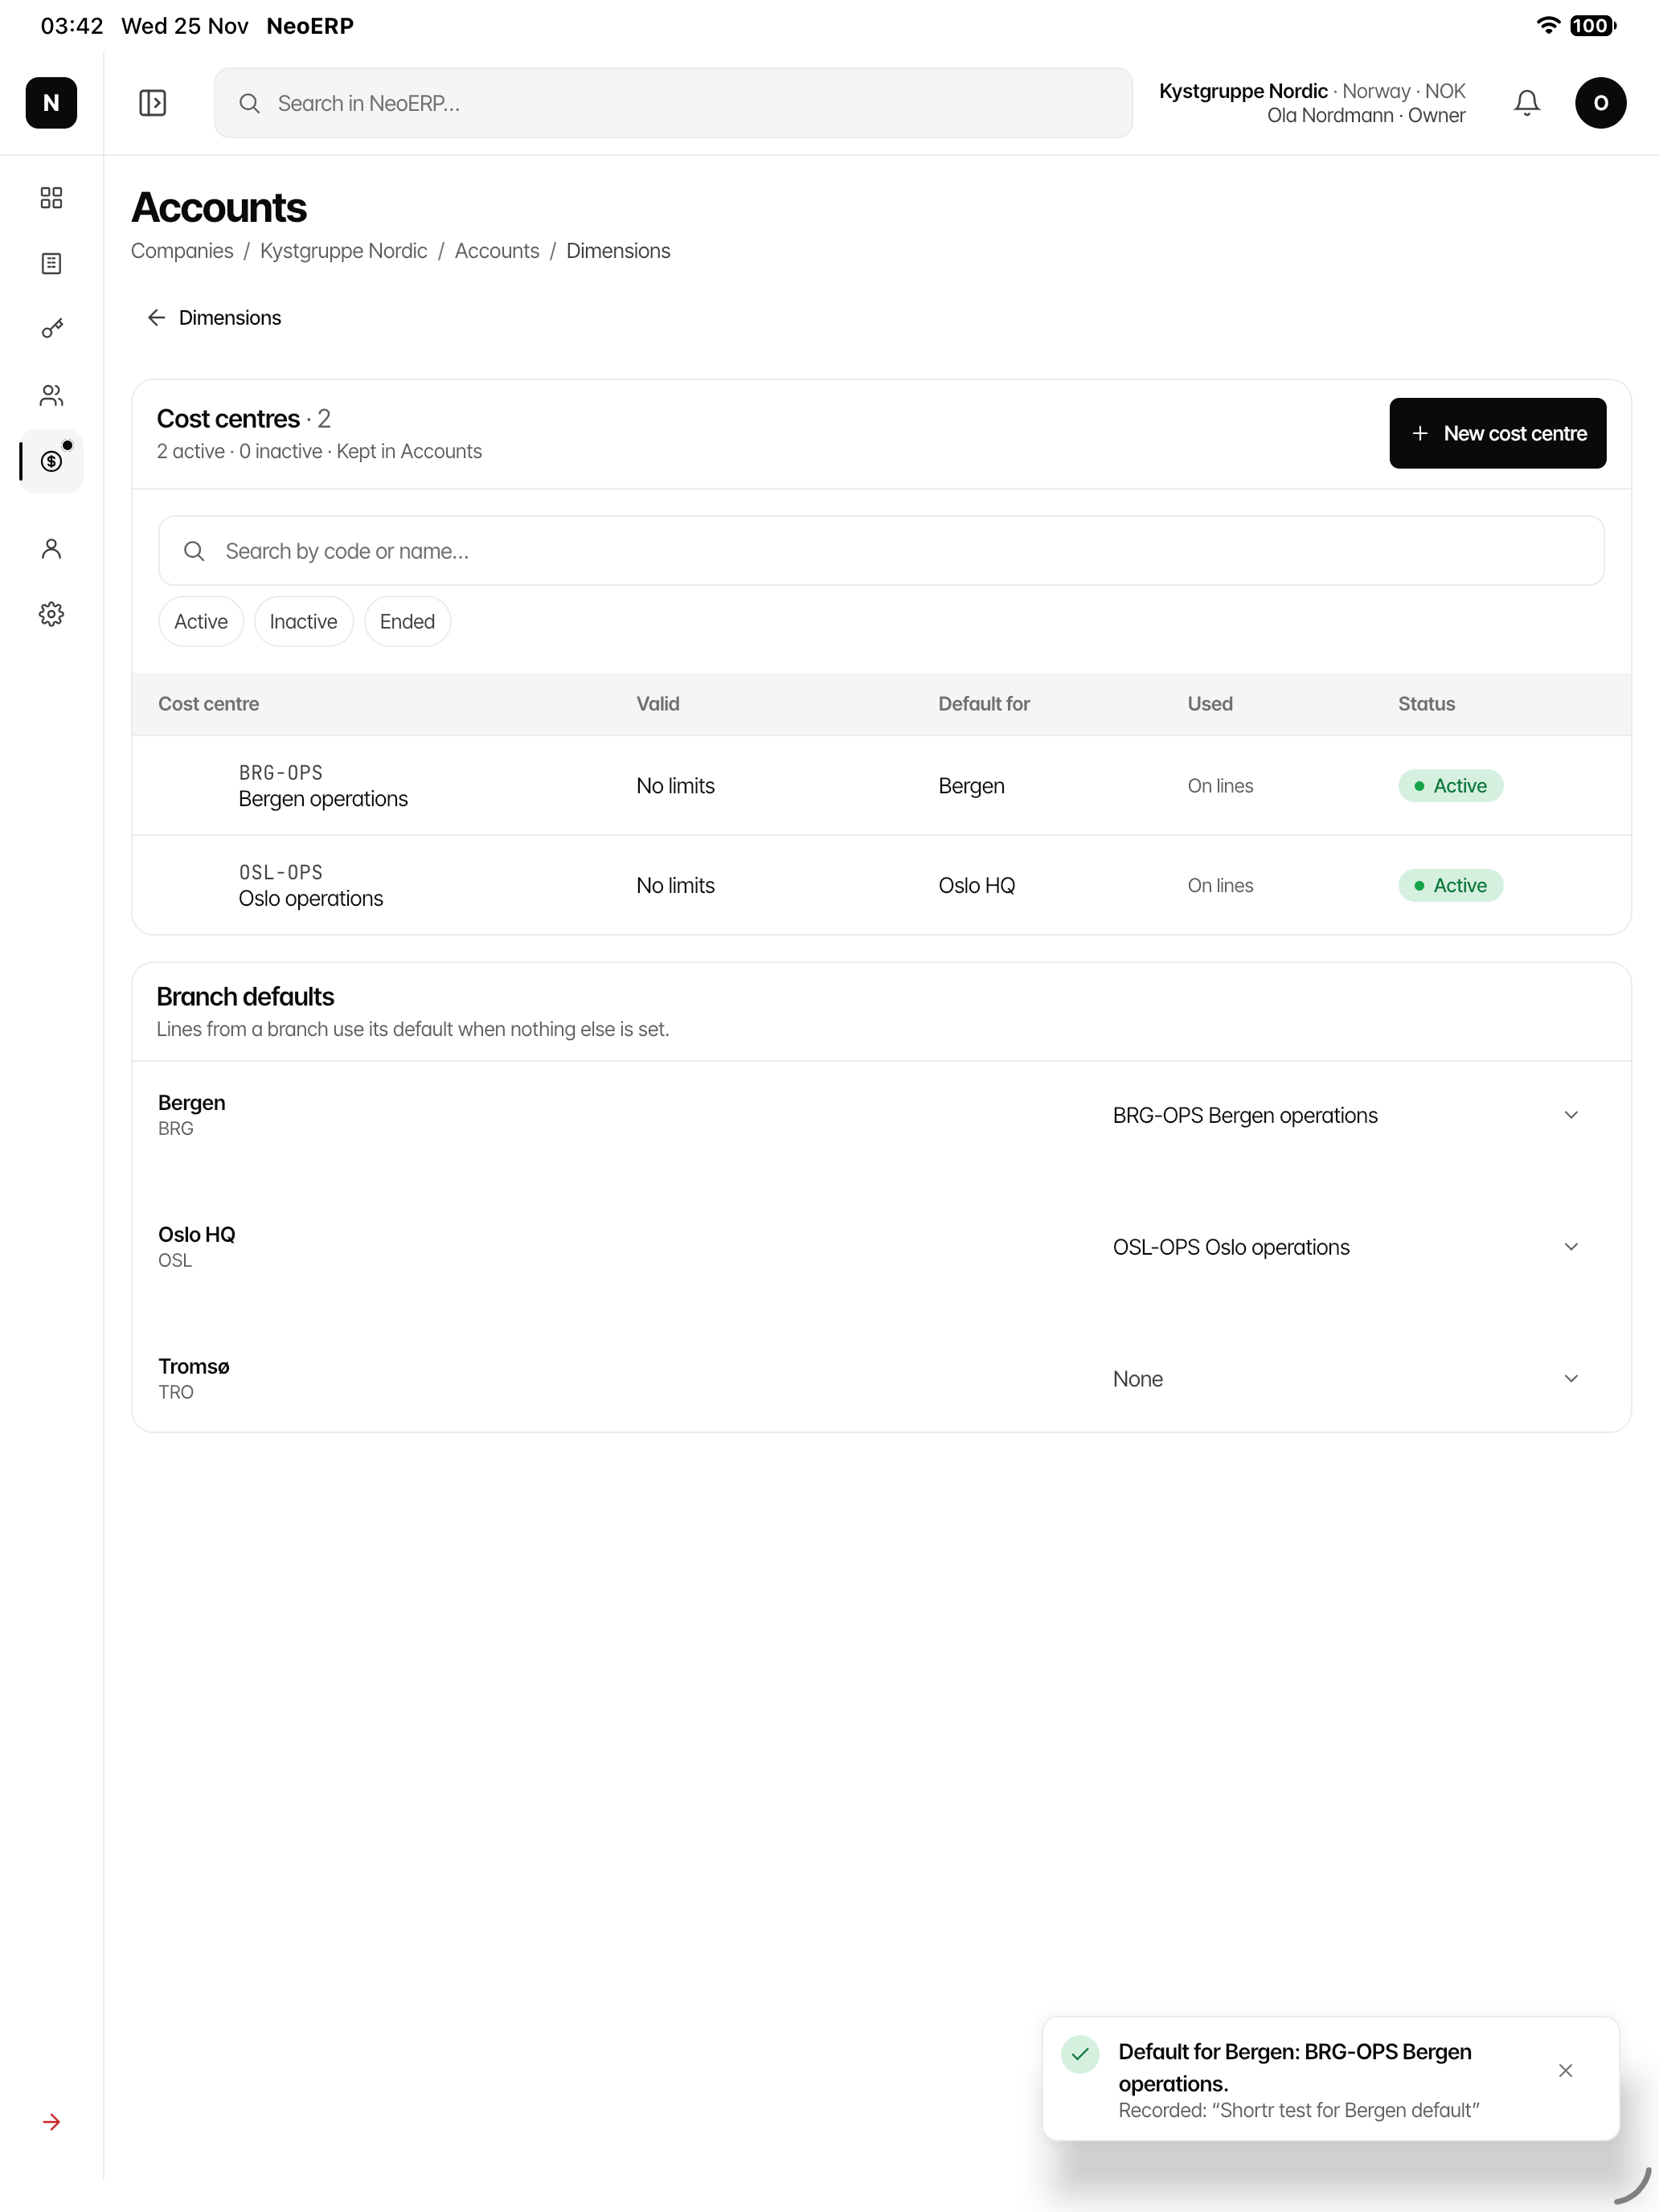 03:42 Wed 25 Nov NeoERP
100
N
Search in NeoERP...
Kystgruppe Nordic · Norway · NOK
Ola Nordmann · Owner
O
Accounts
Companies / Kystgruppe Nordic / Accounts / Dimensions
Dimensions
Cost centres · 2
2 active · 0 inactive · Kept in Accounts
New cost centre
Search by code or name...
Active Inactive Ended
Cost centre Valid Default for Used Status
BRG-OPS
Bergen operations No limits Bergen On lines Active
OSL-OPS
Oslo operations No limits Oslo HQ On lines Active
Branch defaults
Lines from a branch use its default when nothing else is set.
Bergen
BRG
BRG-OPS Bergen operations
Oslo HQ
OSL
OSL-OPS Oslo operations
Tromsø
TRO
None
Default for Bergen: BRG-OPS Bergen
operations.
Recorded: “Shortr test for Bergen default”